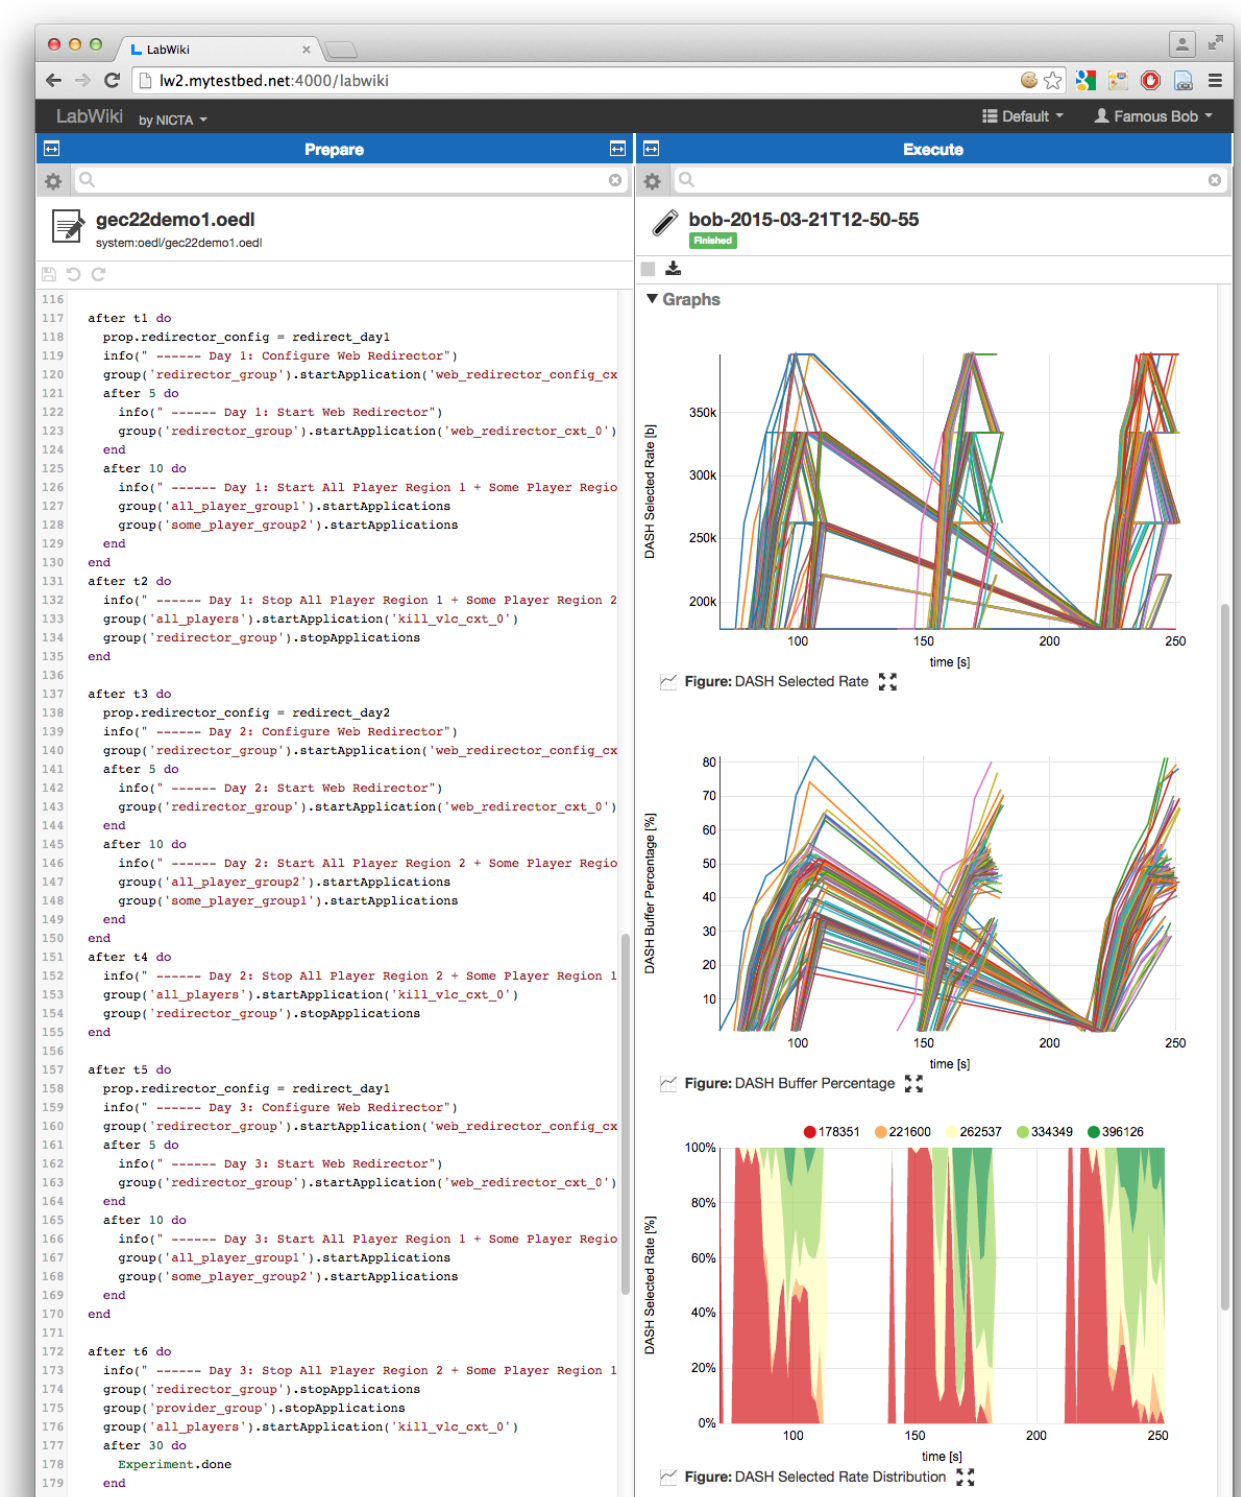 LabWiki
lw2.mytestbed.net:4000/labwiki
LabWiki by NICTA
Default
Famous Bob
Prepare
gec22demo1.oedl
system:oedl/gec22demo1.oedl
116
117 after t1 do
118 prop.redirector_config = redirect_day1
119 info(" ------ Day 1: Configure Web Redirector")
120 group('redirector_group').startApplication('web_redirector_config_cx
121 after 5 do
122 info(" ------ Day 1: Start Web Redirector")
123 group('redirector_group').startApplication('web_redirector_cxt_0')
124 end
125 after 10 do
126 info(" ------ Day 1: Start All Player Region 1 + Some Player Regio
127 group('all_player_group1').startApplications
128 group('some_player_group2').startApplications
129 end
130 end
131 after t2 do
132 info(" ------ Day 1: Stop All Player Region 1 + Some Player Region 2
133 group('all_players').startApplication('kill_vlc_cxt_0')
134 group('redirector_group').stopApplications
135 end
136
137 after t3 do
138 prop.redirector_config = redirect_day2
139 info(" ------ Day 2: Configure Web Redirector")
140 group('redirector_group').startApplication('web_redirector_config_cx
141 after 5 do
142 info(" ------ Day 2: Start Web Redirector")
143 group('redirector_group').startApplication('web_redirector_cxt_0')
144 end
145 after 10 do
146 info(" ------ Day 2: Start All Player Region 2 + Some Player Regio
147 group('all_player_group2').startApplications
148 group('some_player_group1').startApplications
149 end
150 end
151 after t4 do
152 info(" ------ Day 2: Stop All Player Region 2 + Some Player Region 1
153 group('all_players').startApplication('kill_vlc_cxt_0')
154 group('redirector_group').stopApplications
155 end
156
157 after t5 do
158 prop.redirector_config = redirect_day1
159 info(" ------ Day 3: Configure Web Redirector")
160 group('redirector_group').startApplication('web_redirector_config_cx
161 after 5 do
162 info(" ------ Day 3: Start Web Redirector")
163 group('redirector_group').startApplication('web_redirector_cxt_0')
164 end
165 after 10 do
166 info(" ------ Day 3: Start All Player Region 1 + Some Player Regio
167 group('all_player_group1').startApplications
168 group('some_player_group2').startApplications
169 end
170 end
171
172 after t6 do
173 info(" ------ Day 3: Stop All Player Region 2 + Some Player Region 1
174 group('redirector_group').stopApplications
175 group('provider_group').stopApplications
176 group('all_players').startApplication('kill_vlc_cxt_0')
177 after 30 do
178 Experiment.done
179 end
Execute
bob-2015-03-21T12-50-55
Finished
Graphs
DASH Selected Rate [b]
350k
300k
250k
200k
100 150 200 250
time [s]
Figure: DASH Selected Rate
DASH Buffer Percentage [%]
80
70
60
50
40
30
20
10
100 150 200 250
time [s]
Figure: DASH Buffer Percentage
178351 221600 262537 334349 396126
DASH Selected Rate [%]
100%
80%
60%
40%
20%
0%
100 150 200 250
time [s]
Figure: DASH Selected Rate Distribution